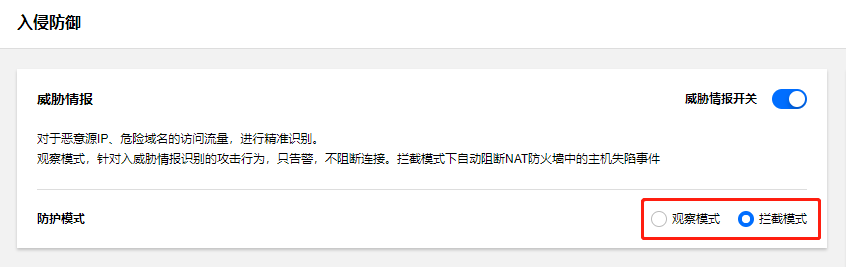 入侵防御
威胁情报
威胁情报开关
对于恶意源IP、危险域名的访问流量，进行精准识别。
观察模式，针对入威胁情报识别的攻击行为，只告警，不阻断连接。拦截模式下自动阻断NAT防火墙中的主机失陷事件
防护模式
观察模式
拦截模式